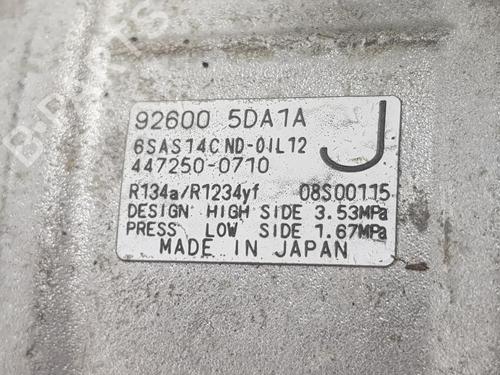 B-PARTS
92600 5DA1A
6SAS14C ND-OIL12
447250-0710
J
R134a/R1234yf 08S00115
DESIGN HIGH SIDE 3.53MPa
PRESS LOW SIDE 1.67MPa
MADE IN JAPAN